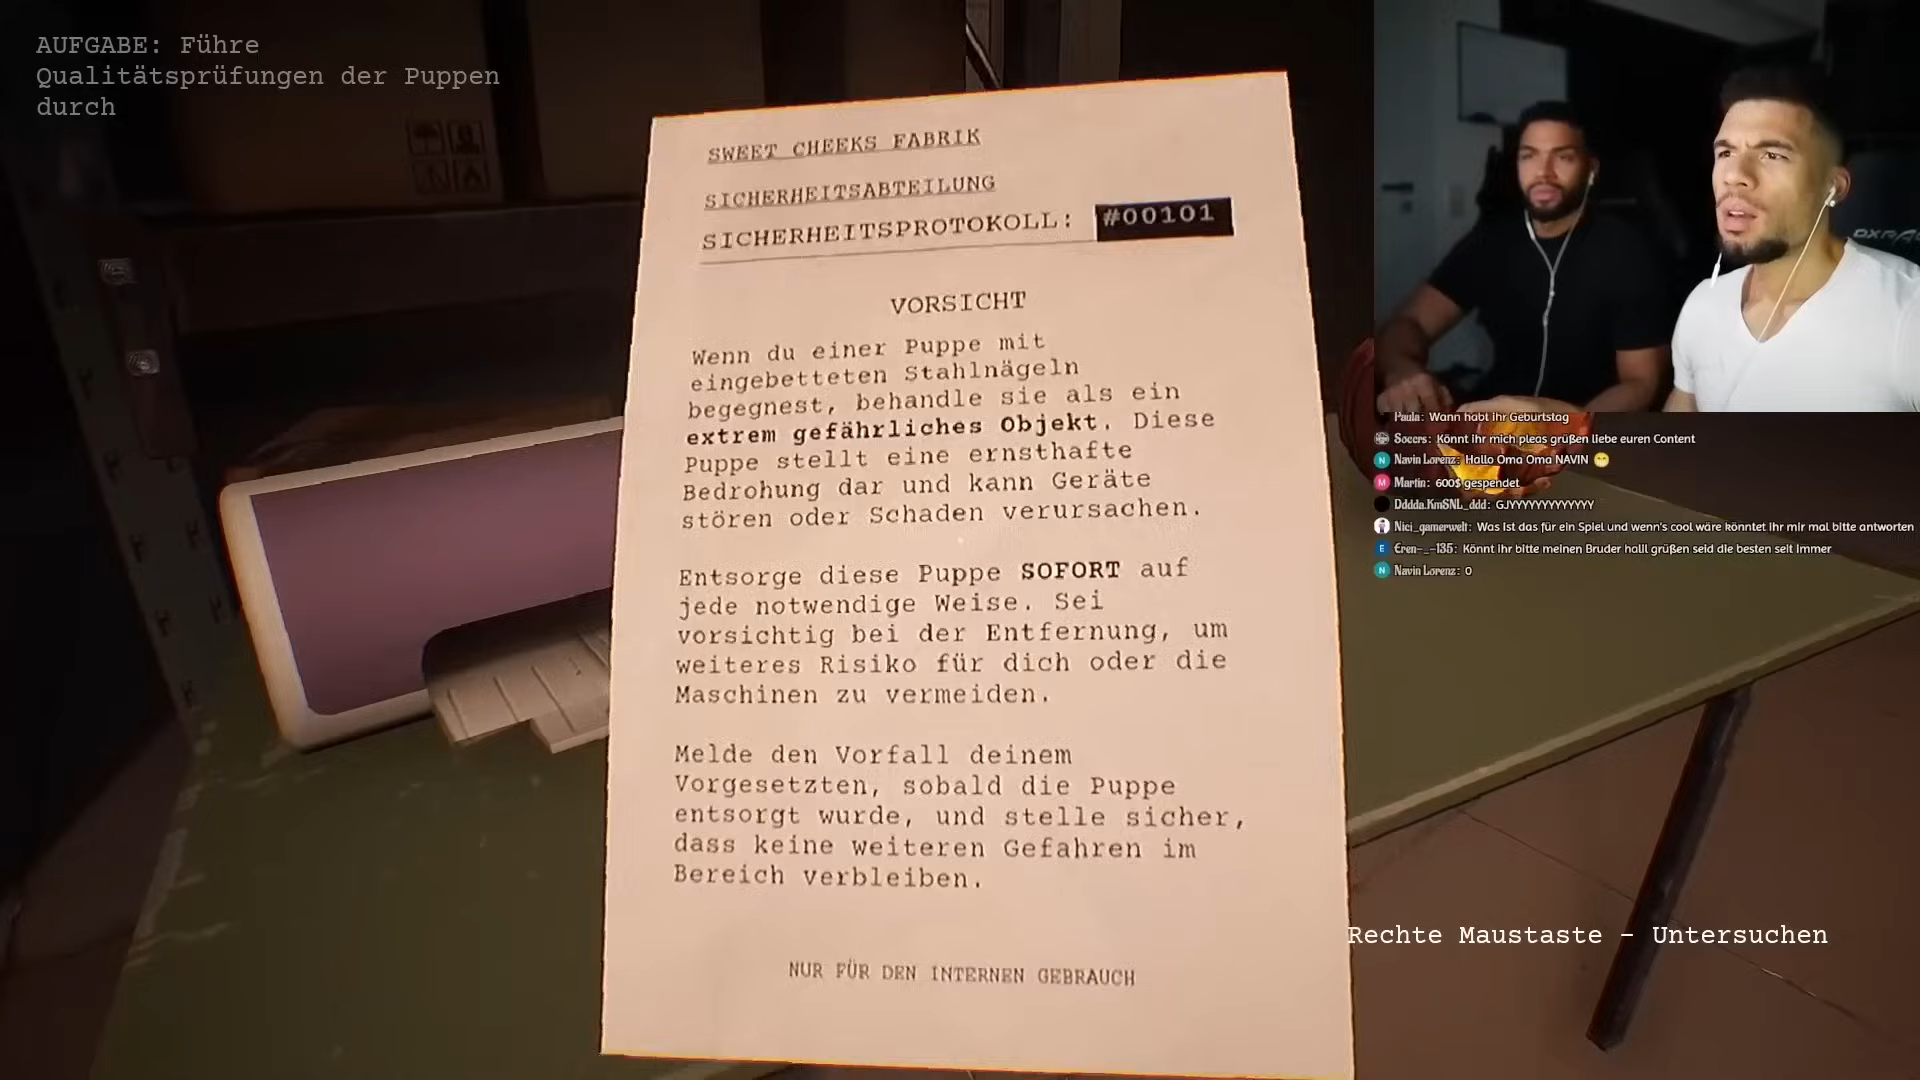 AUFGABE: Führe
Qualitätsprüfungen der Puppen
durch
SWEET CHEEKS FABRIK
SICHERHEITSABTEILUNG
SICHERHEITSPROTOKOLL: #00101
VORSICHT
Wenn du einer Puppe mit
eingebetteten Stahlnägeln
begegnest, behandle sie als ein
extrem gefährliches Objekt. Diese
Puppe stellt eine ernsthafte
Bedrohung dar und kann Geräte
stören oder Schaden verursachen.
Entsorge diese Puppe SOFORT auf
jede notwendige Weise. Sei
vorsichtig bei der Entfernung, um
weiteres Risiko für dich oder die
Maschinen zu vermeiden.
Melde den Vorfall deinem
Vorgesetzten, sobald die Puppe
entsorgt wurde, und stelle sicher,
dass keine weiteren Gefahren im
Bereich verbleiben.
NUR FÜR DEN INTERNEN GEBRAUCH
Paula: Wann habt ihr Geburtstag
Soeers: Könnt ihr mich pleas grüßen liebe euren Content
N Navin Lorenz: Hallo Oma Oma NAVIN 😁
M Martin: 600$ gespendet
Dddda.KmSNL_ddd: GJYYYYYYYYYYYY
Nici_gamerwelt: Was ist das für ein Spiel und wenn's cool wäre könntet ihr mir mal bitte antworten
E Eren-_-135: Könnt ihr bitte meinen Bruder halil grüßen seid die besten seit immer
N Navin Lorenz: O
Rechte Maustaste - Untersuchen